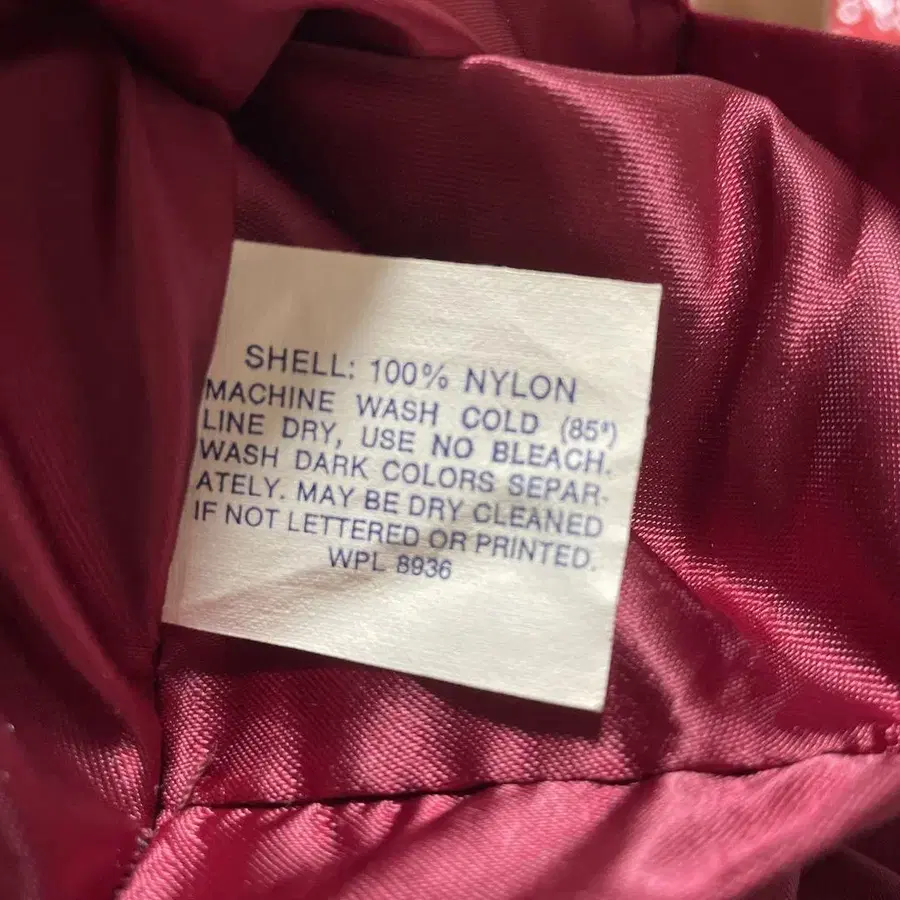 SHELL: 100% NYLON
MACHINE WASH COLD (85°)
LINE DRY, USE NO BLEACH.
WASH DARK COLORS SEPAR-
ATELY. MAY BE DRY CLEANED
IF NOT LETTERED OR PRINTED.
WPL 8936